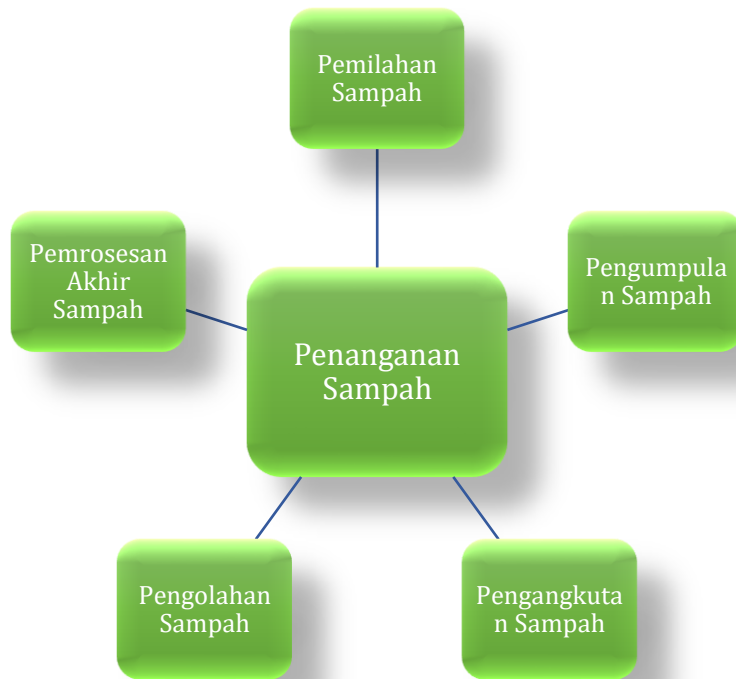 Pemilahan
Sampah
Pengumpula
n Sampah
Pengangkuta
n Sampah
Pengolahan
Sampah
Pemrosesan
Akhir
Sampah
Penanganan
Sampah